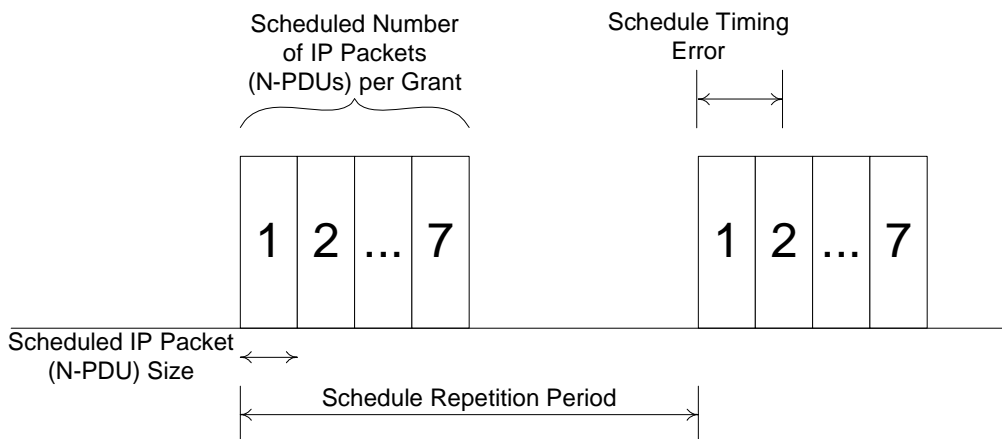 Scheduled Number
of IP Packets
(N-PDUs) per Grant
Schedule Timing
Error
1 2 ... 7
1 2 ... 7
Scheduled IP Packet
(N-PDU) Size
Schedule Repetition Period